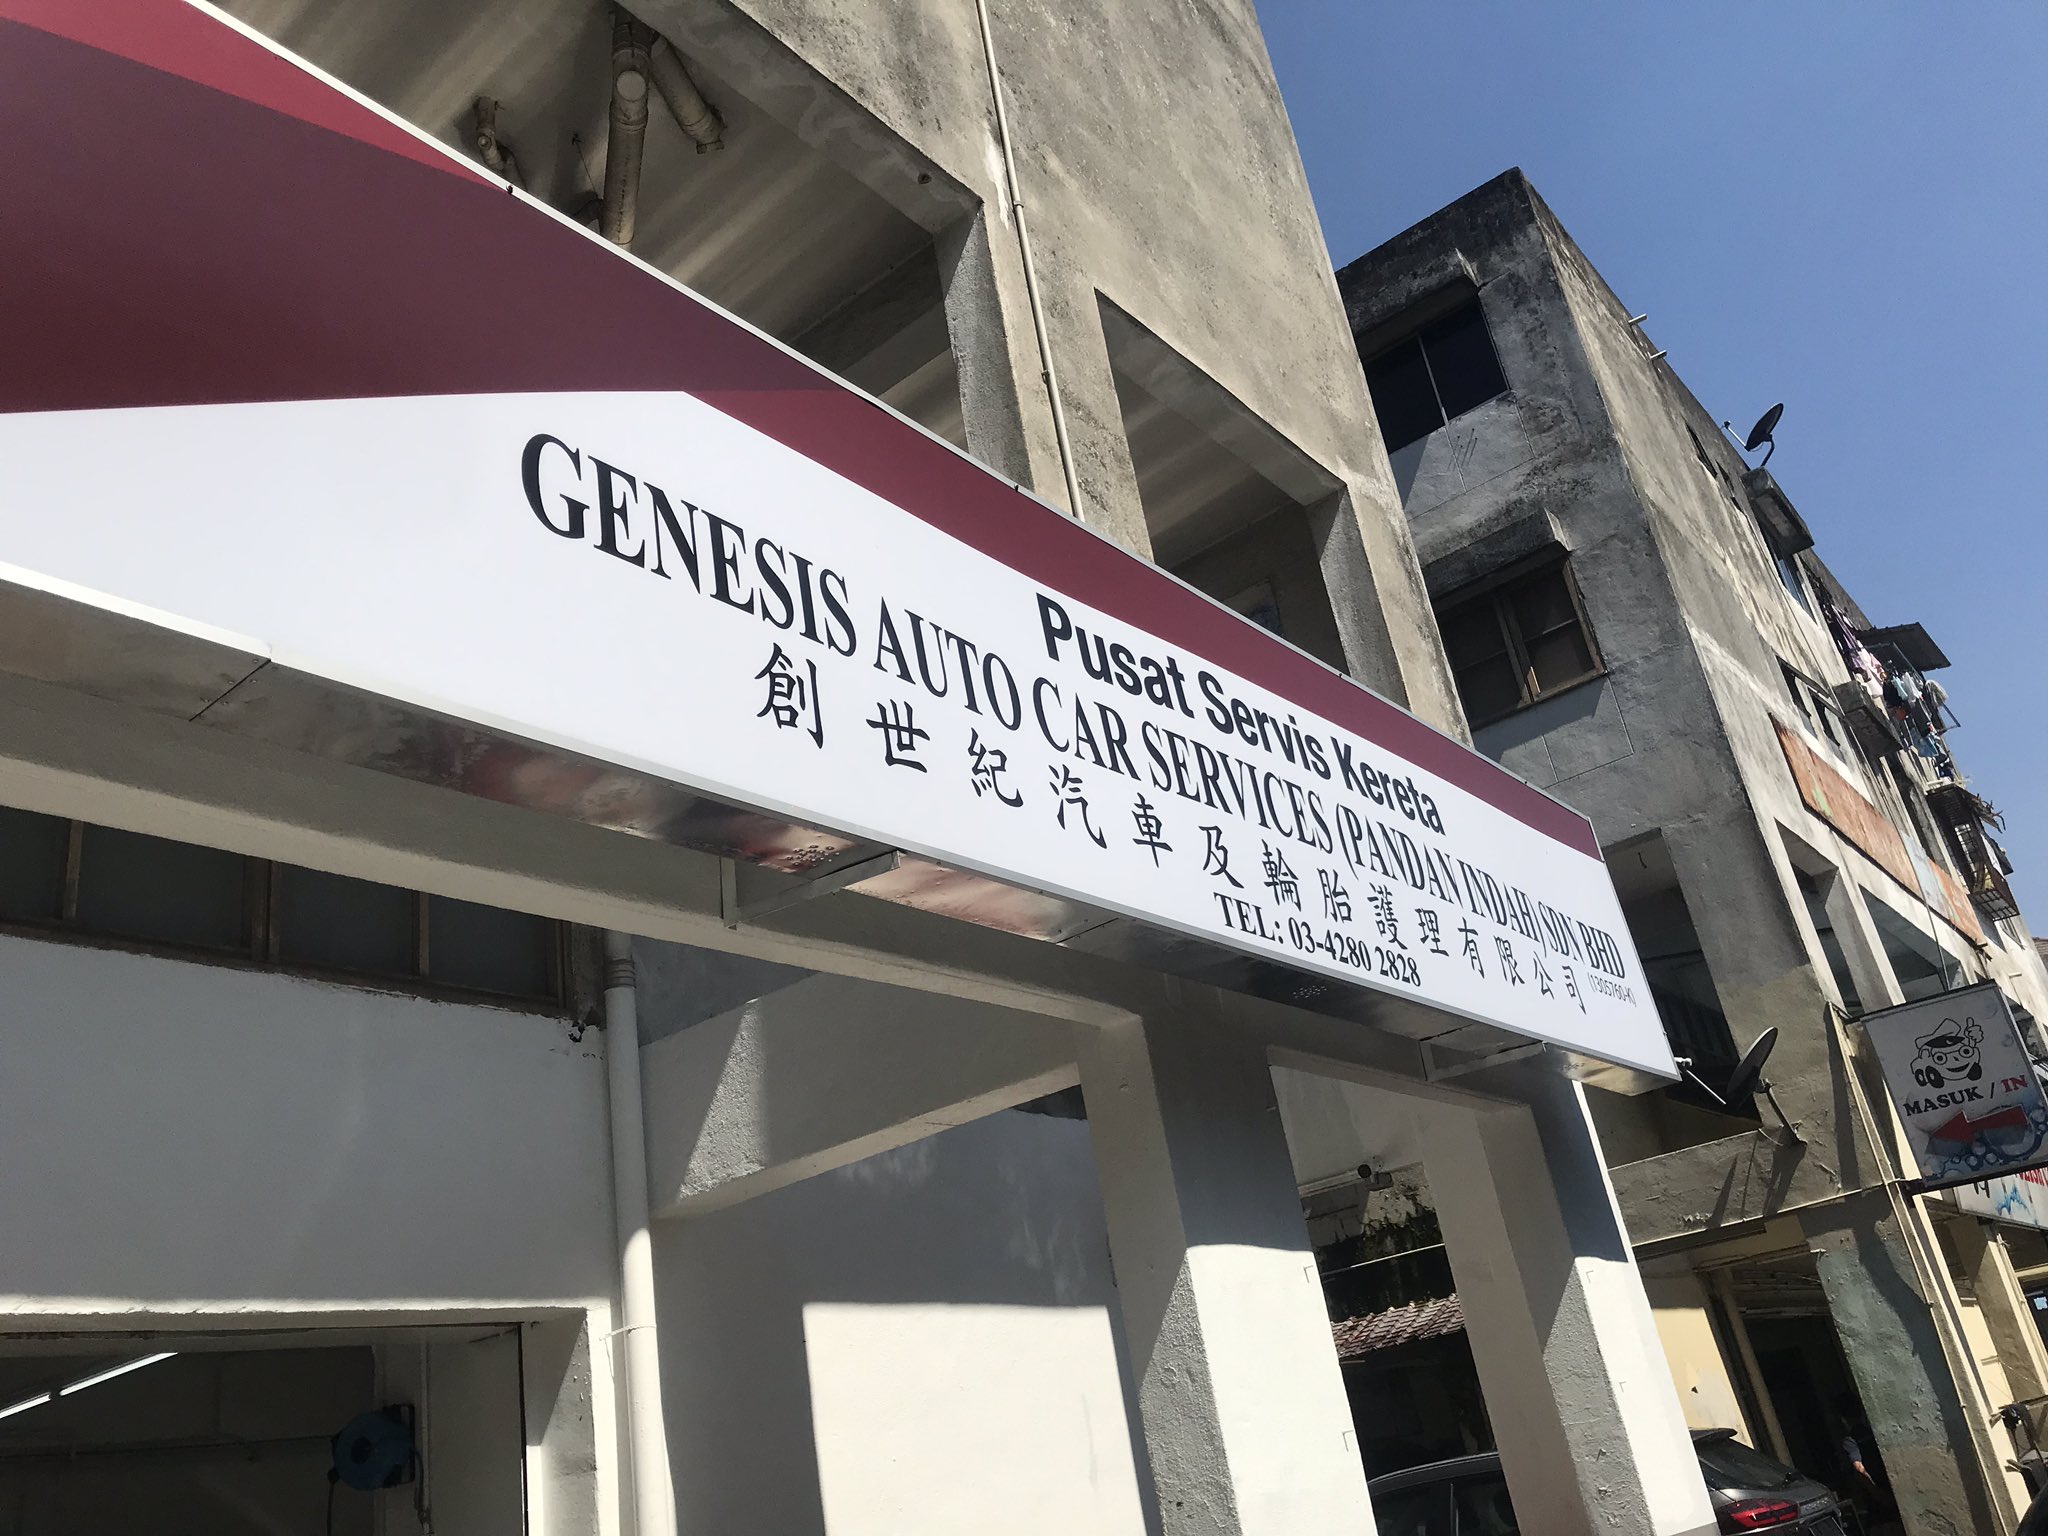 Pusat Servis Kereta
GENESIS AUTO CAR SERVICES (PANDAN INDAH) SDN BHD
創世紀汽車及輪胎護理有限公司 (1305760-K)
TEL: 03-4280 2828
MASUK / IN